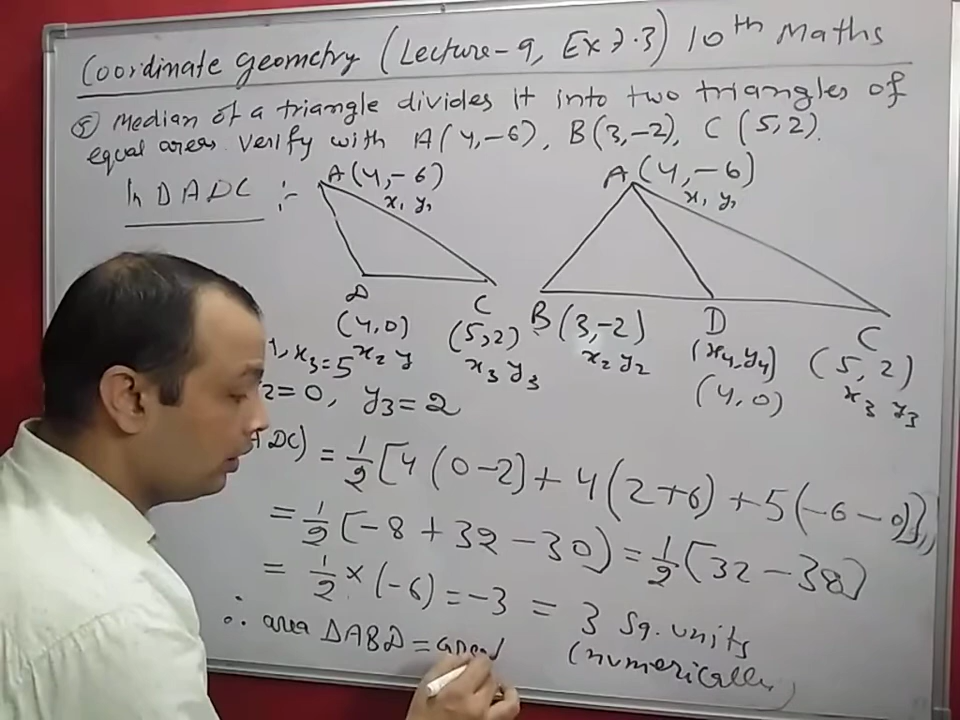 Coordinate Geometry (Lecture-9, Ex 7.3) 10th Maths
⑤ Median of a triangle divides it into two triangles of
equal areas. Verify with A(4,-6), B(3,-2), C(5,2).
In Δ ADC :-
A(4,-6)
x₁ y₁
D
(4,0)
x₂ y
C
(5,2)
x₃ y₃
A(4,-6)
x₁ y₁
B(3,-2)
x₂ y₂
D
(x₄,y₄)
(4,0)
C
(5,2)
x₃ y₃
, x₃=5
2=0, y₃=2
ADC) = 1/2 [4(0-2)+4(2+6)+5(-6-0)]
= 1/2 (-8+32-30) = 1/2 (32-38)
= 1/2 × (-6) = -3 = 3 Sq. units
(numerically)
∴ area ΔABD = area